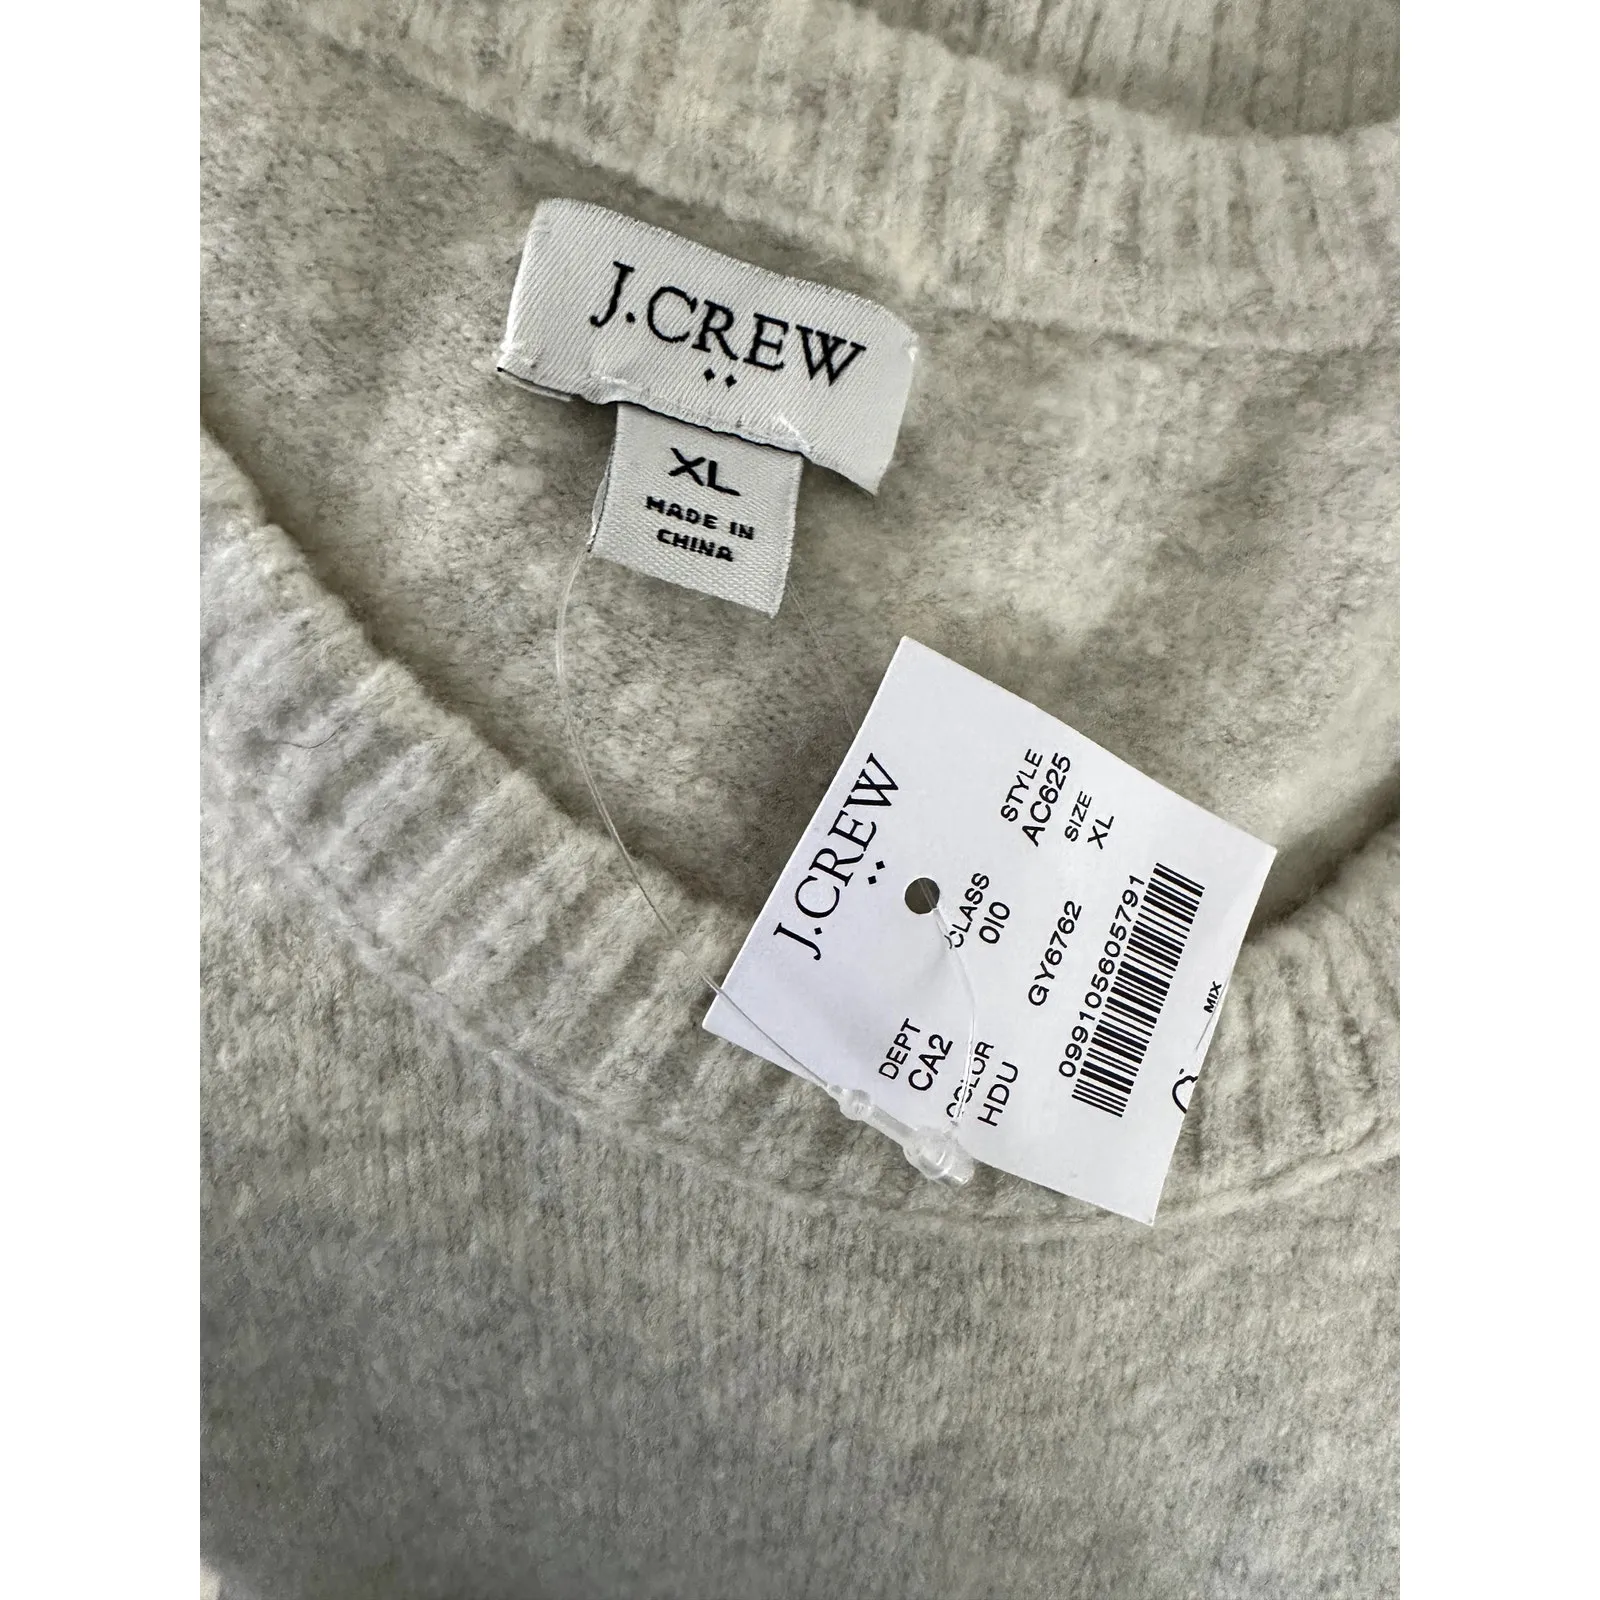 J.CREW
XL
MADE IN
CHINA
J.CREW
DEPT CLASS STYLE
CA2 010 AC625
COLOR SIZE
HDU XL
GY6762
099105605791
MIX